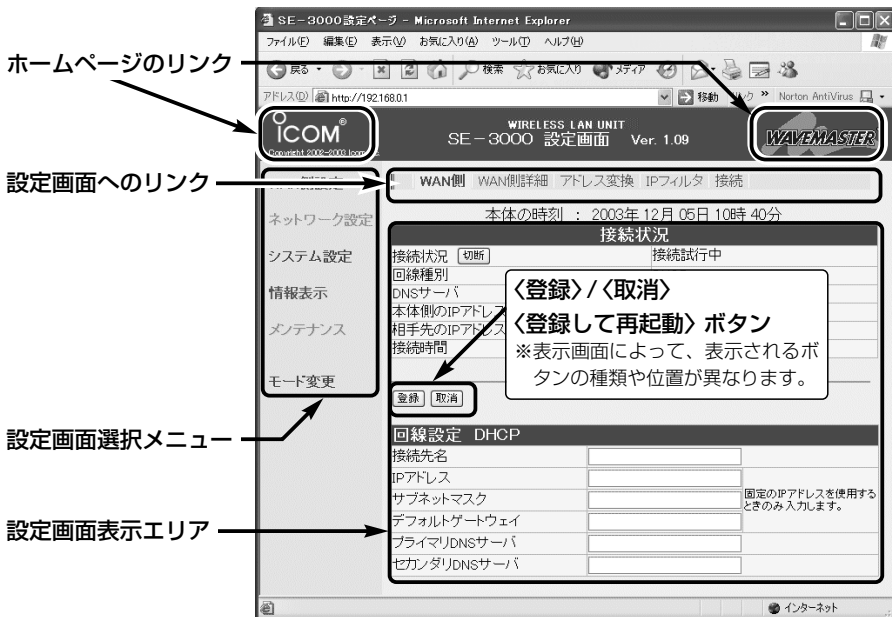 SE-3000設定ページ - Microsoft Internet Explorer
ファイル(F) 編集(E) 表示(V) お気に入り(A) ツール(T) ヘルプ(H)
戻る 検索 お気に入り メディア
アドレス(D) http://192.168.0.1 移動 Norton AntiVirus
ホームページのリンク
ICOM®
WIRELESS LAN UNIT
SE-3000 設定画面 Ver. 1.09
WAVEMASTER
Copyright 2002-2003 Icom
設定画面へのリンク
WAN側 WAN側詳細 アドレス変換 IPフィルタ 接続
ネットワーク設定
システム設定
情報表示
メンテナンス
モード変更
設定画面選択メニュー
本体の時刻 : 2003年 12月 05日 10時 40分
接続状況
接続状況 切断 接続試行中
回線種別
DNSサーバ
本体側のIPアドレス
相手先のIPアドレス
接続時間
〈登録〉/〈取消〉
〈登録して再起動〉ボタン
※表示画面によって、表示されるボ
タンの種類や位置が異なります。
登録 取消
設定画面表示エリア
回線設定 DHCP
接続先名
IPアドレス
サブネットマスク
デフォルトゲートウェイ
プライマリDNSサーバ
セカンダリDNSサーバ
固定のIPアドレスを使用する
ときのみ入力します。
インターネット